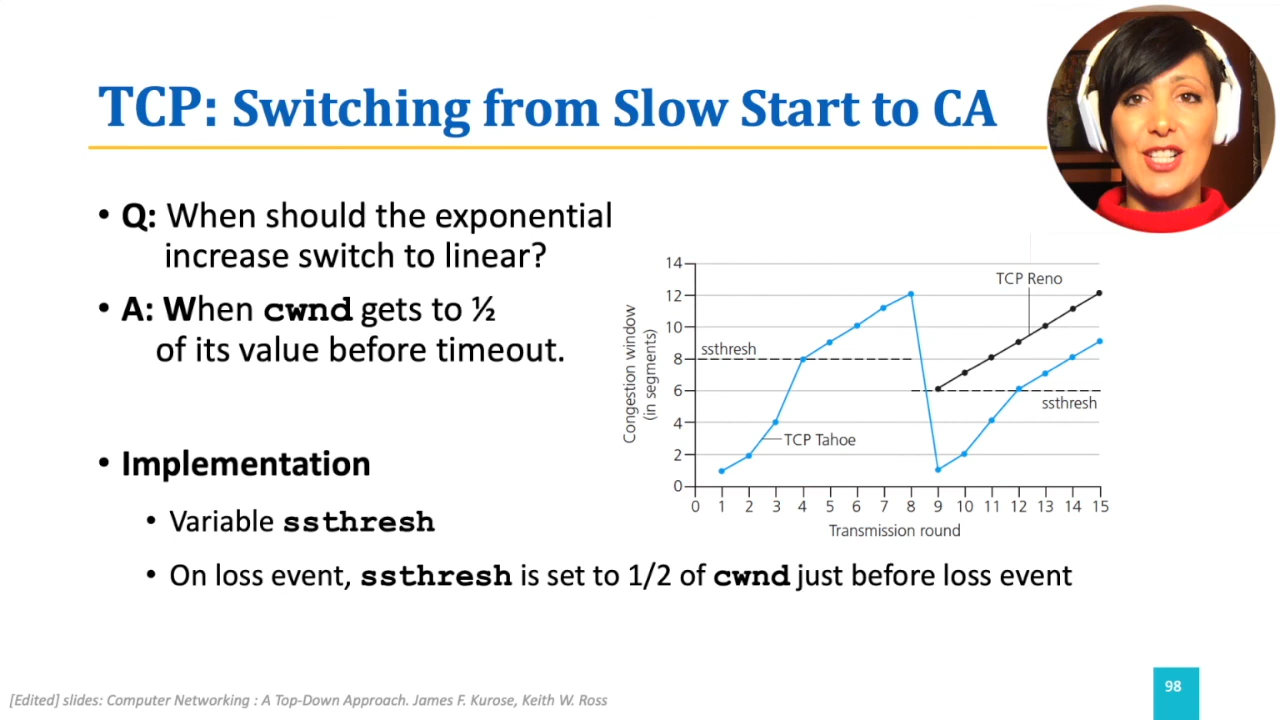 TCP: Switching from Slow Start to CA
• Q: When should the exponential
increase switch to linear?
• A: When cwnd gets to ½
of its value before timeout.
• Implementation
• Variable ssthresh
• On loss event, ssthresh is set to 1/2 of cwnd just before loss event
Congestion window
(in segments)
14
12
10
8
6
4
2
0
ssthresh
TCP Reno
ssthresh
TCP Tahoe
0 1 2 3 4 5 6 7 8 9 10 11 12 13 14 15
Transmission round
[Edited] slides: Computer Networking : A Top-Down Approach. James F. Kurose, Keith W. Ross
98